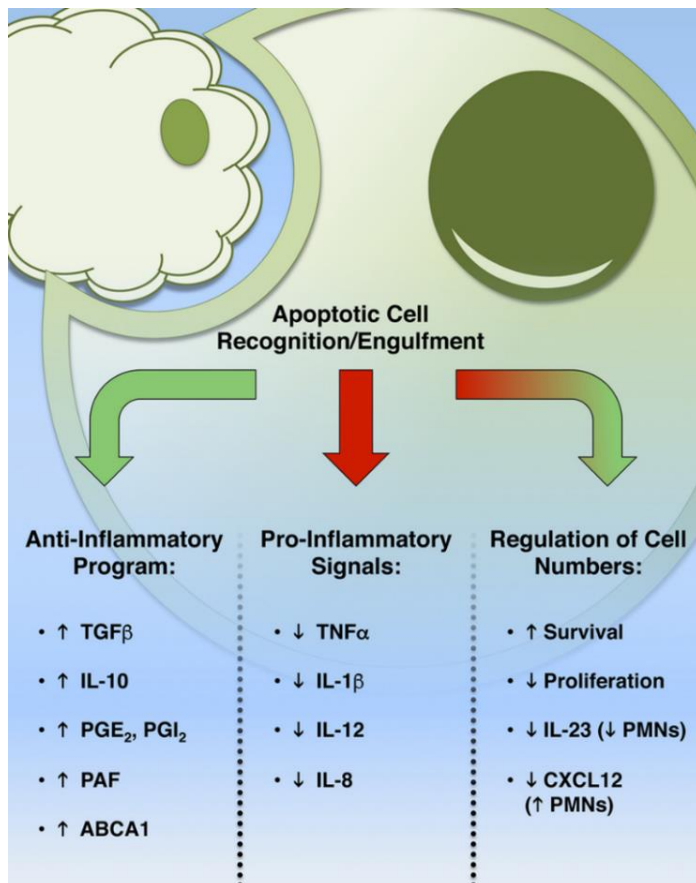 Apoptotic Cell
Recognition/Engulfment
Anti-Inflammatory
Program:
• ↑ TGFβ
• ↑ IL-10
• ↑ PGE₂, PGI₂
• ↑ PAF
• ↑ ABCA1
Pro-Inflammatory
Signals:
• ↓ TNFα
• ↓ IL-1β
• ↓ IL-12
• ↓ IL-8
Regulation of Cell
Numbers:
• ↑ Survival
• ↓ Proliferation
• ↓ IL-23 (↓ PMNs)
• ↓ CXCL12
(↑ PMNs)